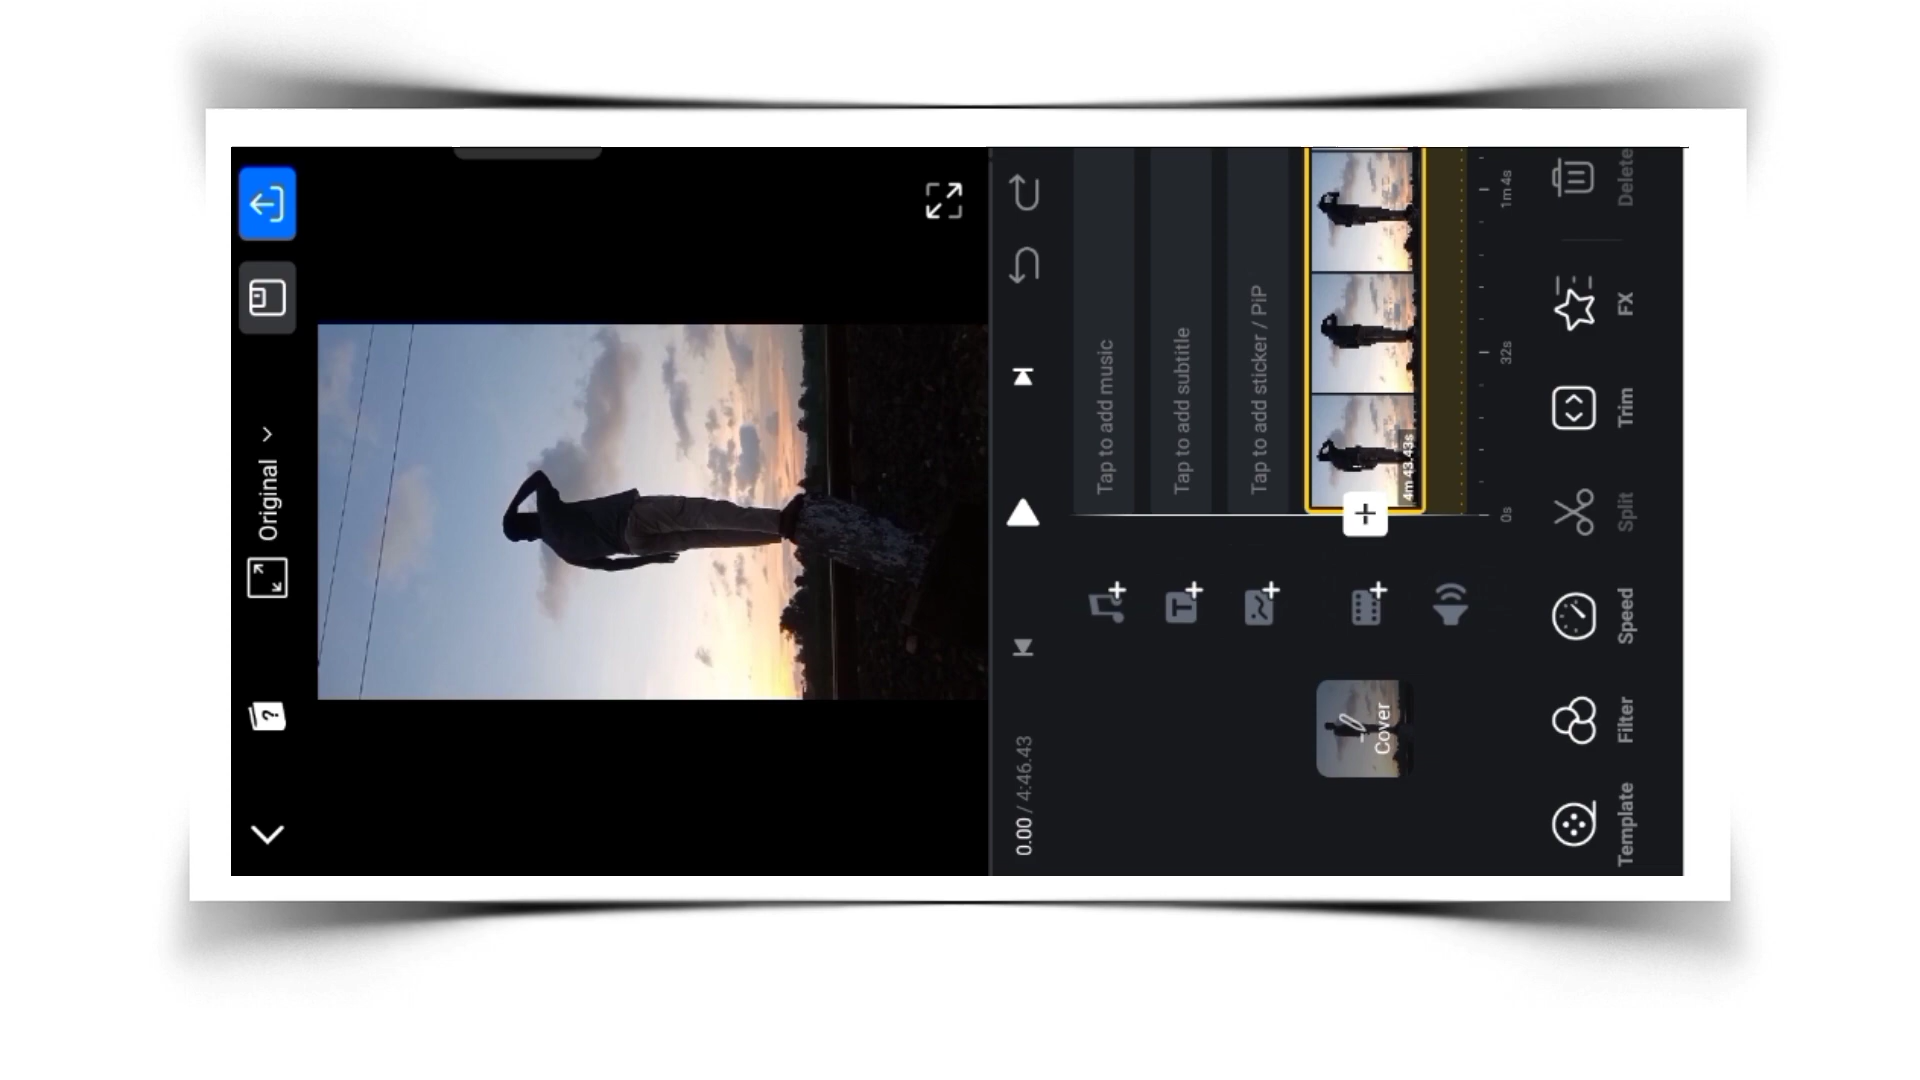 Original
0.00 / 4:46.43
Tap to add music
Tap to add subtitle
Tap to add sticker / PiP
Cover
4m 43.43s
0s
32s
1m 4s
Template
Filter
Speed
Split
Trim
FX
Delete